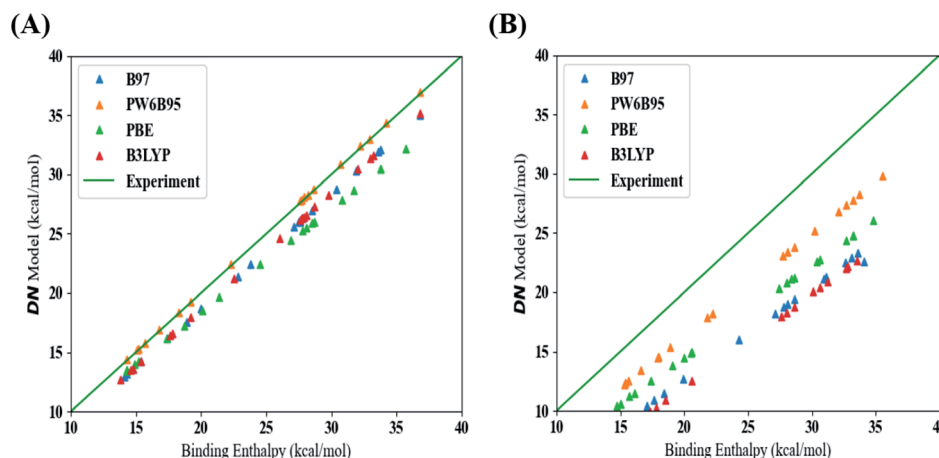 (A)
(B)
40
35
30
25
20
15
10
B97
PW6B95
PBE
B3LYP
Experiment
DN Model (kcal/mol)
10 15 20 25 30 35 40
Binding Enthalpy (kcal/mol)
40
35
30
25
20
15
10
B97
PW6B95
PBE
B3LYP
Experiment
DN Model (kcal/mol)
10 15 20 25 30 35 40
Binding Enthalpy (kcal/mol)